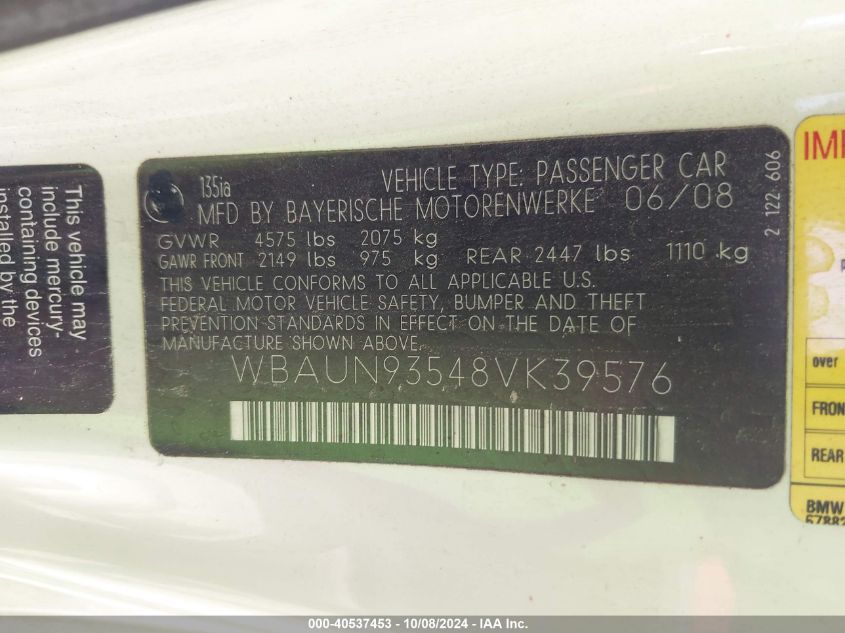 This vehicle may
include mercury-
containing devices
installed by the
135ia
VEHICLE TYPE: PASSENGER CAR
MFD BY BAYERISCHE MOTORENWERKE 06/08
GVWR 4575 lbs 2075 kg
GAWR FRONT 2149 lbs 975 kg REAR 2447 lbs 1110 kg
THIS VEHICLE CONFORMS TO ALL APPLICABLE U.S.
FEDERAL MOTOR VEHICLE SAFETY, BUMPER AND THEFT
PREVENTION STANDARDS IN EFFECT ON THE DATE OF
MANUFACTURE SHOWN ABOVE.
WBAUN93548VK39576
2 122 606
over
FRON
REAR
BMW
000-40537453 - 10/08/2024 - IAA Inc.